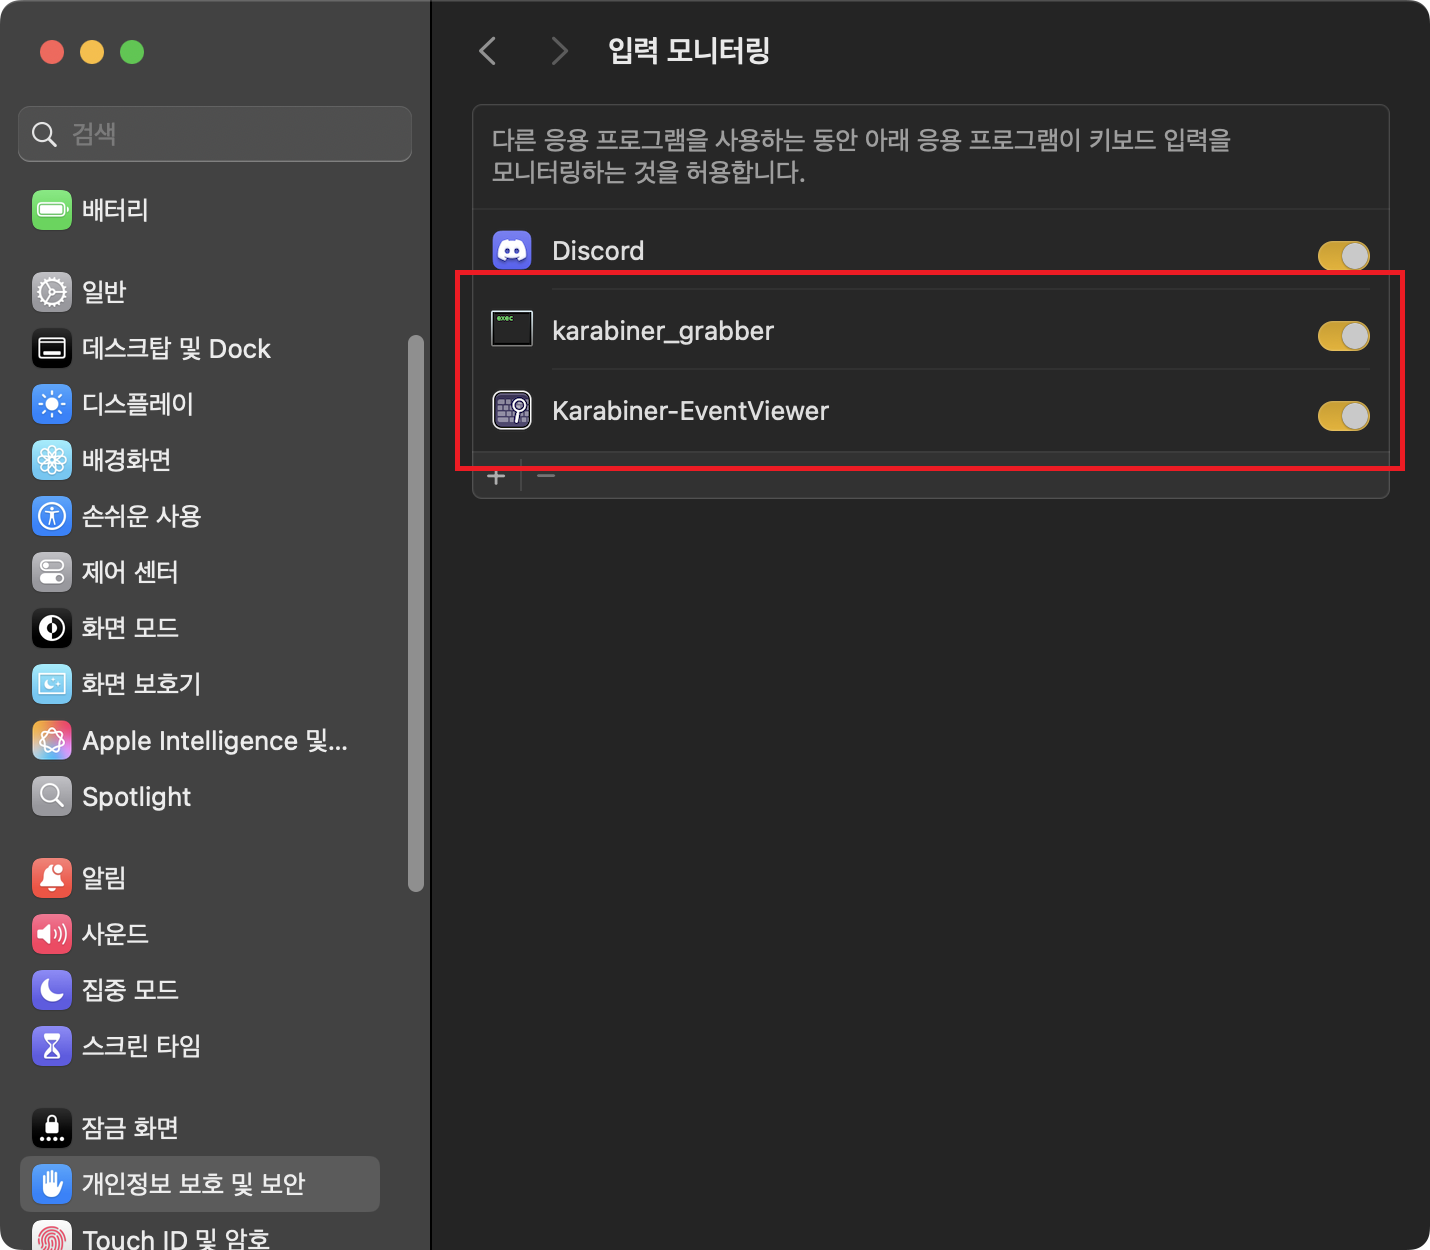 검색
배터리
일반
데스크탑 및 Dock
디스플레이
배경화면
손쉬운 사용
제어 센터
화면 모드
화면 보호기
Apple Intelligence 및...
Spotlight
알림
사운드
집중 모드
스크린 타임
잠금 화면
개인정보 보호 및 보안
Touch ID 및 암호
입력 모니터링
다른 응용 프로그램을 사용하는 동안 아래 응용 프로그램이 키보드 입력을
모니터링하는 것을 허용합니다.
Discord
exec
karabiner_grabber
Karabiner-EventViewer